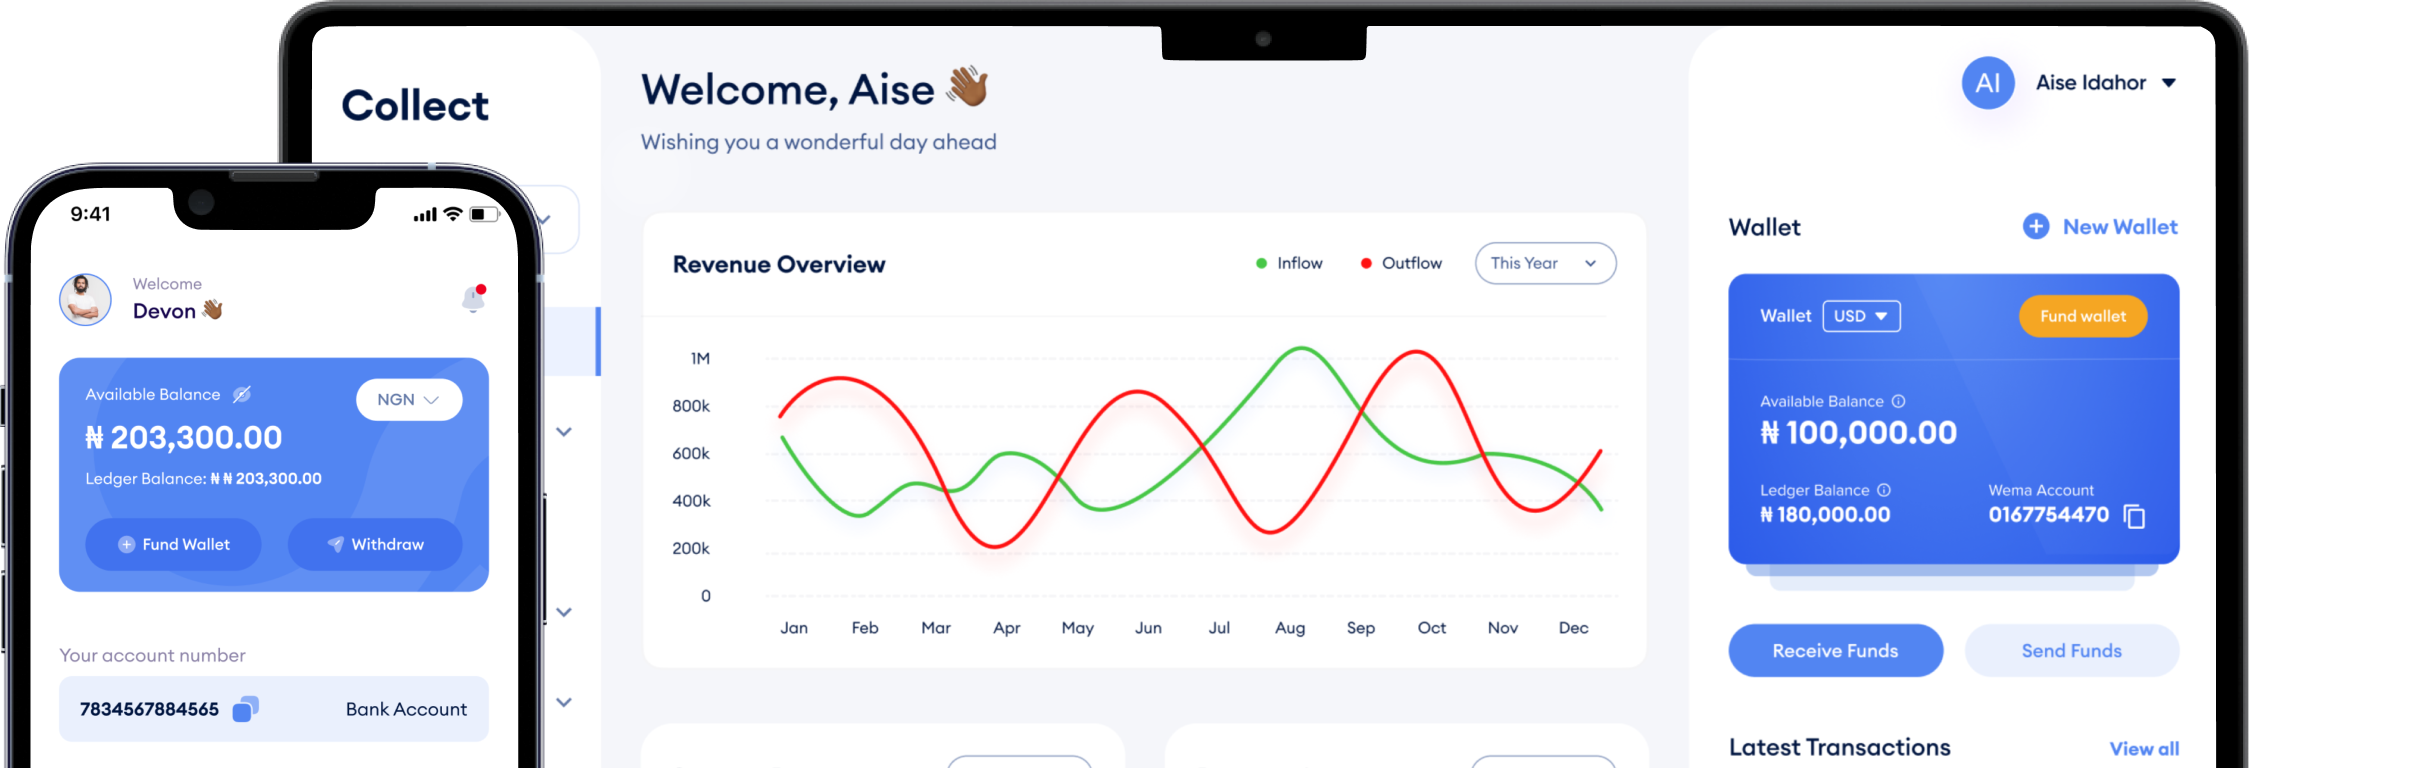 Collect
Welcome, Aise
Wishing you a wonderful day ahead
AI
Aise Idahor
Revenue Overview
Inflow
Outflow
This Year
1M
800k
600k
400k
200k
0
Jan Feb Mar Apr May Jun Jul Aug Sep Oct Nov Dec
Wallet
New Wallet
Wallet
USD
Fund wallet
Available Balance
₦ 100,000.00
Ledger Balance
₦ 180,000.00
Wema Account
0167754470
Receive Funds
Send Funds
Latest Transactions
View all
9:41
Welcome
Devon
Available Balance
NGN
₦ 203,300.00
Ledger Balance: ₦ ₦ 203,300.00
Fund Wallet
Withdraw
Your account number
7834567884565
Bank Account